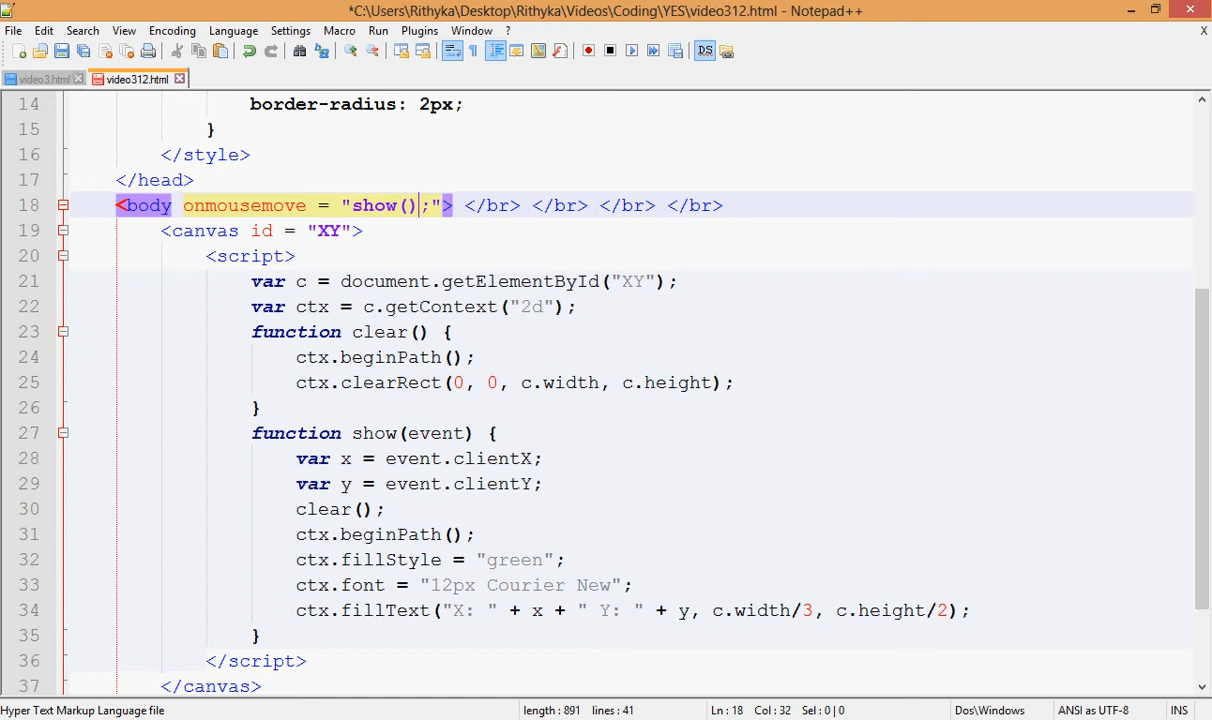 *C:\Users\Rithyka\Desktop\Rithyka\Videos\Coding\YES\video312.html - Notepad++
File Edit Search View Encoding Language Settings Macro Run Plugins Window ? X
video3.html video312.html
14 border-radius: 2px;
15 }
16 </style>
17 </head>
18 <body onmousemove = "show();"> </br> </br> </br> </br>
19 <canvas id = "XY">
20 <script>
21 var c = document.getElementById("XY");
22 var ctx = c.getContext("2d");
23 function clear() {
24 ctx.beginPath();
25 ctx.clearRect(0, 0, c.width, c.height);
26 }
27 function show(event) {
28 var x = event.clientX;
29 var y = event.clientY;
30 clear();
31 ctx.beginPath();
32 ctx.fillStyle = "green";
33 ctx.font = "12px Courier New";
34 ctx.fillText("X: " + x + " Y: " + y, c.width/3, c.height/2);
35 }
36 </script>
37 </canvas>
Hyper Text Markup Language file length : 891 lines : 41 Ln : 18 Col : 32 Sel : 0 | 0 Dos\Windows ANSI as UTF-8 INS